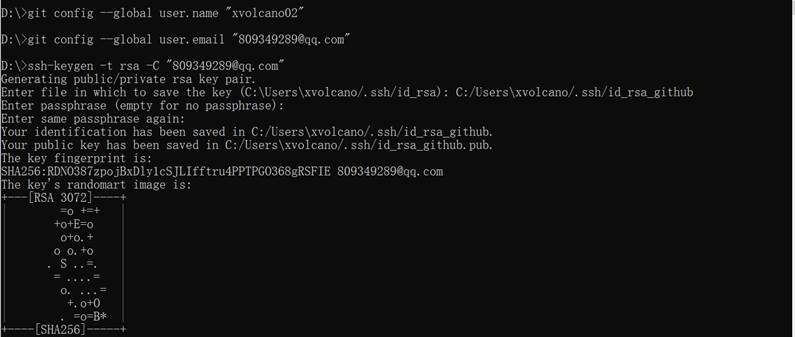 D:\>git config --global user.name "xvolcano02"
D:\>git config --global user.email "809349289@qq.com"
D:\>ssh-keygen -t rsa -C "809349289@qq.com"
Generating public/private rsa key pair.
Enter file in which to save the key (C:\Users\xvolcano/.ssh/id_rsa): C:/Users/xvolcano/.ssh/id_rsa_github
Enter passphrase (empty for no passphrase):
Enter same passphrase again:
Your identification has been saved in C:/Users/xvolcano/.ssh/id_rsa_github.
Your public key has been saved in C:/Users/xvolcano/.ssh/id_rsa_github.pub.
The key fingerprint is:
SHA256:RDNO387zpojBxDly1cSJLIfftru4PPTPGO368gRSFIE 809349289@qq.com
The key's randomart image is:
+---[RSA 3072]----+
|       =o +=+    |
|      +o+E=o     |
|       o+o.+     |
|      o o.+o     |
|     . S ..=.    |
|      = ....=    |
|       o. ...=   |
|        +.o+O    |
|       . =o=B*   |
+----[SHA256]-----+